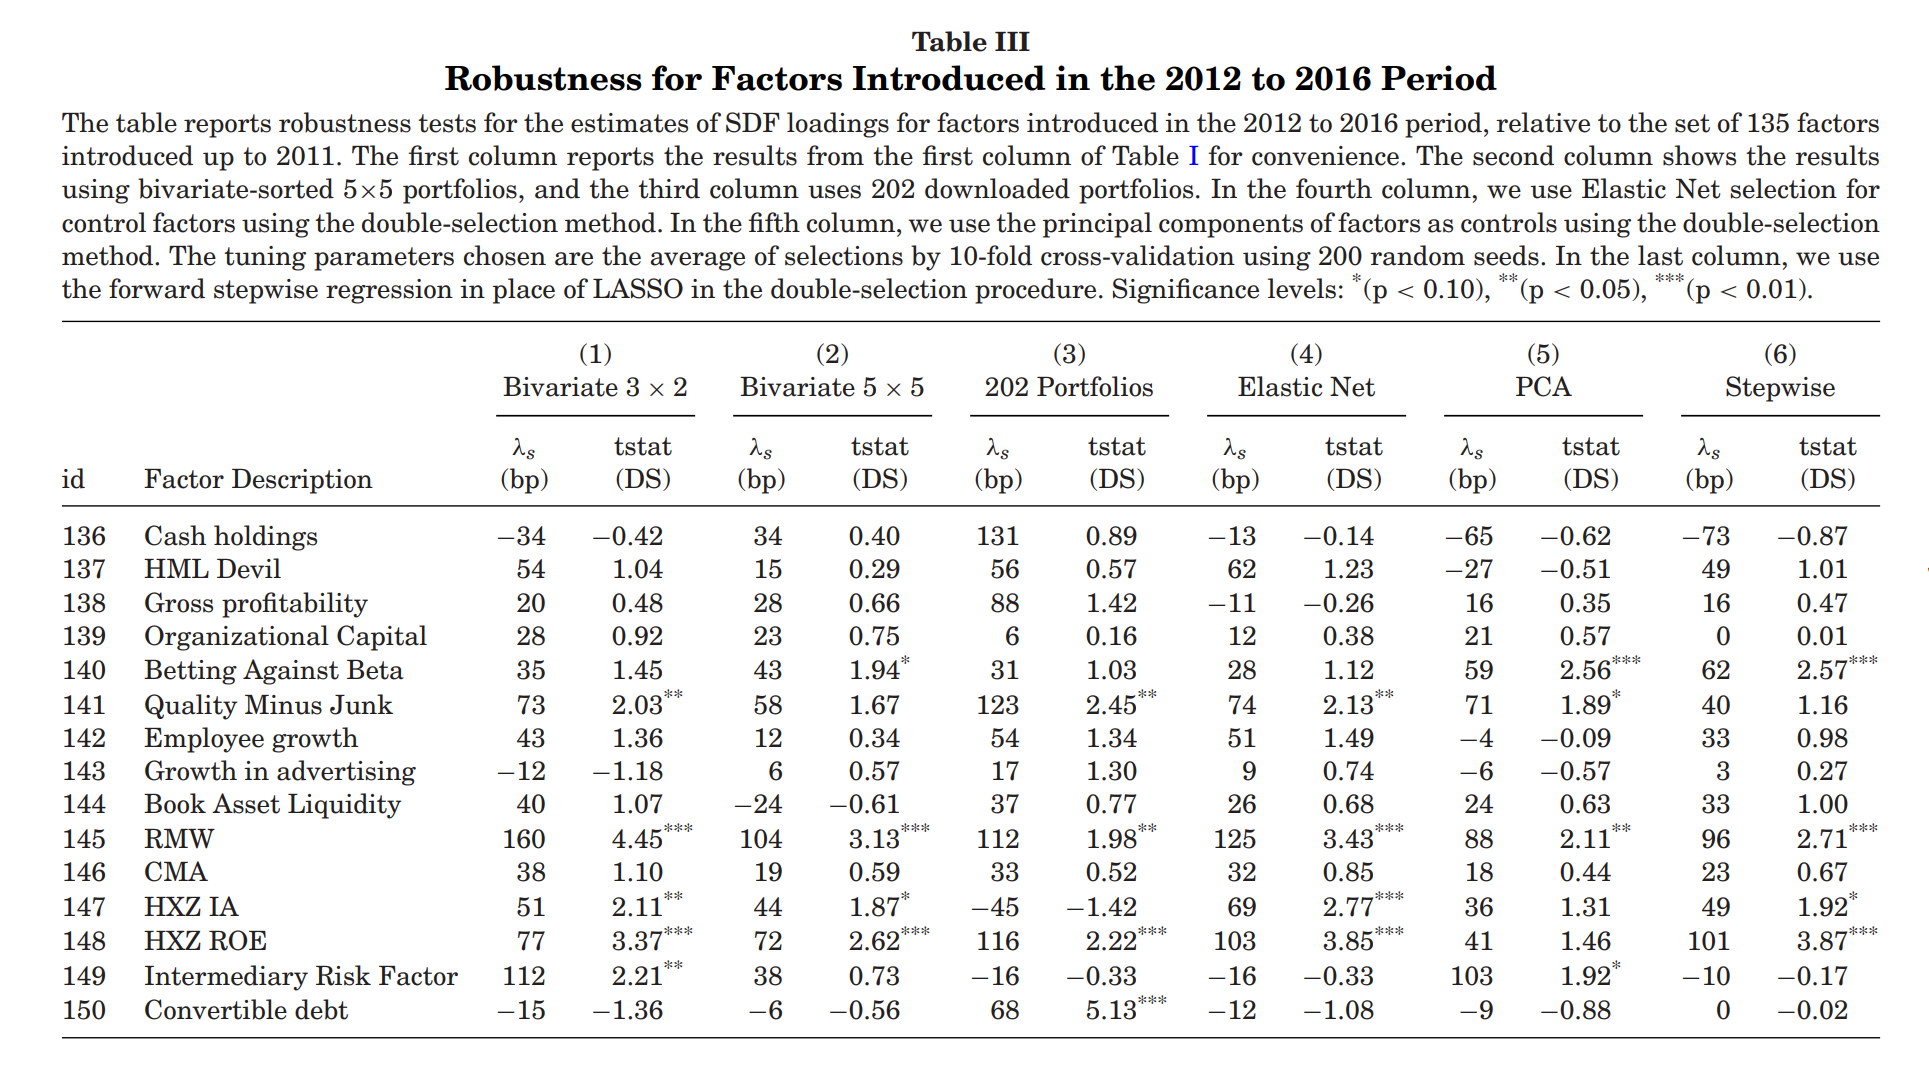 Table III
Robustness for Factors Introduced in the 2012 to 2016 Period
The table reports robustness tests for the estimates of SDF loadings for factors introduced in the 2012 to 2016 period, relative to the set of 135 factors
introduced up to 2011. The first column reports the results from the first column of Table I for convenience. The second column shows the results
using bivariate-sorted 5×5 portfolios, and the third column uses 202 downloaded portfolios. In the fourth column, we use Elastic Net selection for
control factors using the double-selection method. In the fifth column, we use the principal components of factors as controls using the double-selection
method. The tuning parameters chosen are the average of selections by 10-fold cross-validation using 200 random seeds. In the last column, we use
the forward stepwise regression in place of LASSO in the double-selection procedure. Significance levels: *(p < 0.10), **(p < 0.05), ***(p < 0.01).
(1) (2) (3) (4) (5) (6)
Bivariate 3 × 2 Bivariate 5 × 5 202 Portfolios Elastic Net PCA Stepwise
λs tstat λs tstat λs tstat λs tstat λs tstat λs tstat
id Factor Description (bp) (DS) (bp) (DS) (bp) (DS) (bp) (DS) (bp) (DS) (bp) (DS)
136 Cash holdings −34 −0.42 34 0.40 131 0.89 −13 −0.14 −65 −0.62 −73 −0.87
137 HML Devil 54 1.04 15 0.29 56 0.57 62 1.23 −27 −0.51 49 1.01
138 Gross profitability 20 0.48 28 0.66 88 1.42 −11 −0.26 16 0.35 16 0.47
139 Organizational Capital 28 0.92 23 0.75 6 0.16 12 0.38 21 0.57 0 0.01
140 Betting Against Beta 35 1.45 43 1.94* 31 1.03 28 1.12 59 2.56*** 62 2.57***
141 Quality Minus Junk 73 2.03** 58 1.67 123 2.45** 74 2.13** 71 1.89* 40 1.16
142 Employee growth 43 1.36 12 0.34 54 1.34 51 1.49 −4 −0.09 33 0.98
143 Growth in advertising −12 −1.18 6 0.57 17 1.30 9 0.74 −6 −0.57 3 0.27
144 Book Asset Liquidity 40 1.07 −24 −0.61 37 0.77 26 0.68 24 0.63 33 1.00
145 RMW 160 4.45*** 104 3.13*** 112 1.98** 125 3.43*** 88 2.11** 96 2.71***
146 CMA 38 1.10 19 0.59 33 0.52 32 0.85 18 0.44 23 0.67
147 HXZ IA 51 2.11** 44 1.87* −45 −1.42 69 2.77*** 36 1.31 49 1.92*
148 HXZ ROE 77 3.37*** 72 2.62*** 116 2.22*** 103 3.85*** 41 1.46 101 3.87***
149 Intermediary Risk Factor 112 2.21** 38 0.73 −16 −0.33 −16 −0.33 103 1.92* −10 −0.17
150 Convertible debt −15 −1.36 −6 −0.56 68 5.13*** −12 −1.08 −9 −0.88 0 −0.02